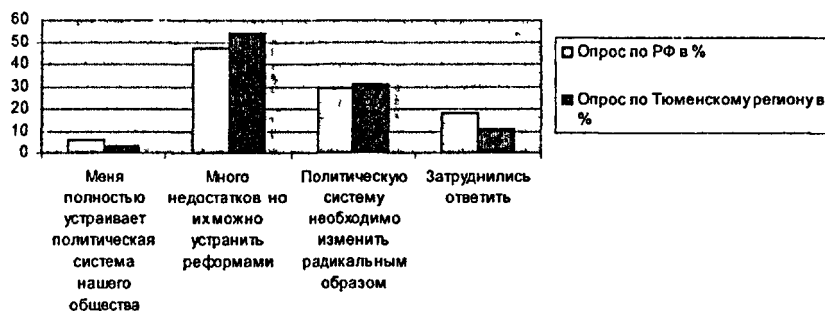 60
50
40
30
20
10
0
Меня
полностью
устраивает
политическая
система
нашего
общества
Много
недостатков но
их можно
устранить
реформами
Политическую
систему
необходимо
изменить
радикальным
образом
Затруднились
ответить
Опрос по РФ в %
Опрос по Тюменскому региону в
%